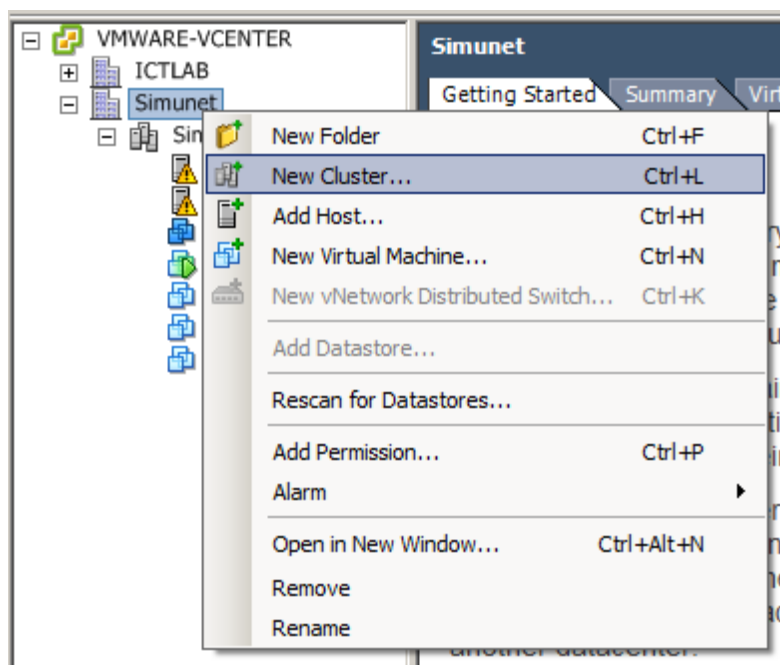 VMWARE-VCENTER
ICTLAB
Simunet
Simunet
Getting Started Summary
New Folder Ctrl+F
New Cluster... Ctrl+L
Add Host... Ctrl+H
New Virtual Machine... Ctrl+N
New vNetwork Distributed Switch... Ctrl+K
Add Datastore...
Rescan for Datastores...
Add Permission... Ctrl+P
Alarm
Open in New Window... Ctrl+Alt+N
Remove
Rename
another datacenter.